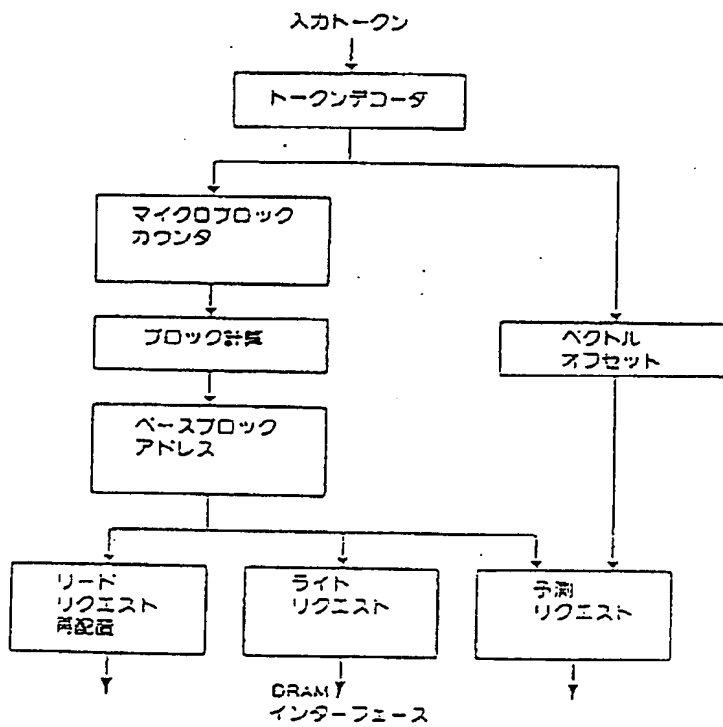 入力トークン
トークンデコーダ
マイクロブロック
カウンタ
ブロック計算
ベクトル
オフセット
ベースブロック
アドレス
リード
リクエスト
再配置
ライト
リクエスト
予測
リクエスト
DRAM
インターフェース